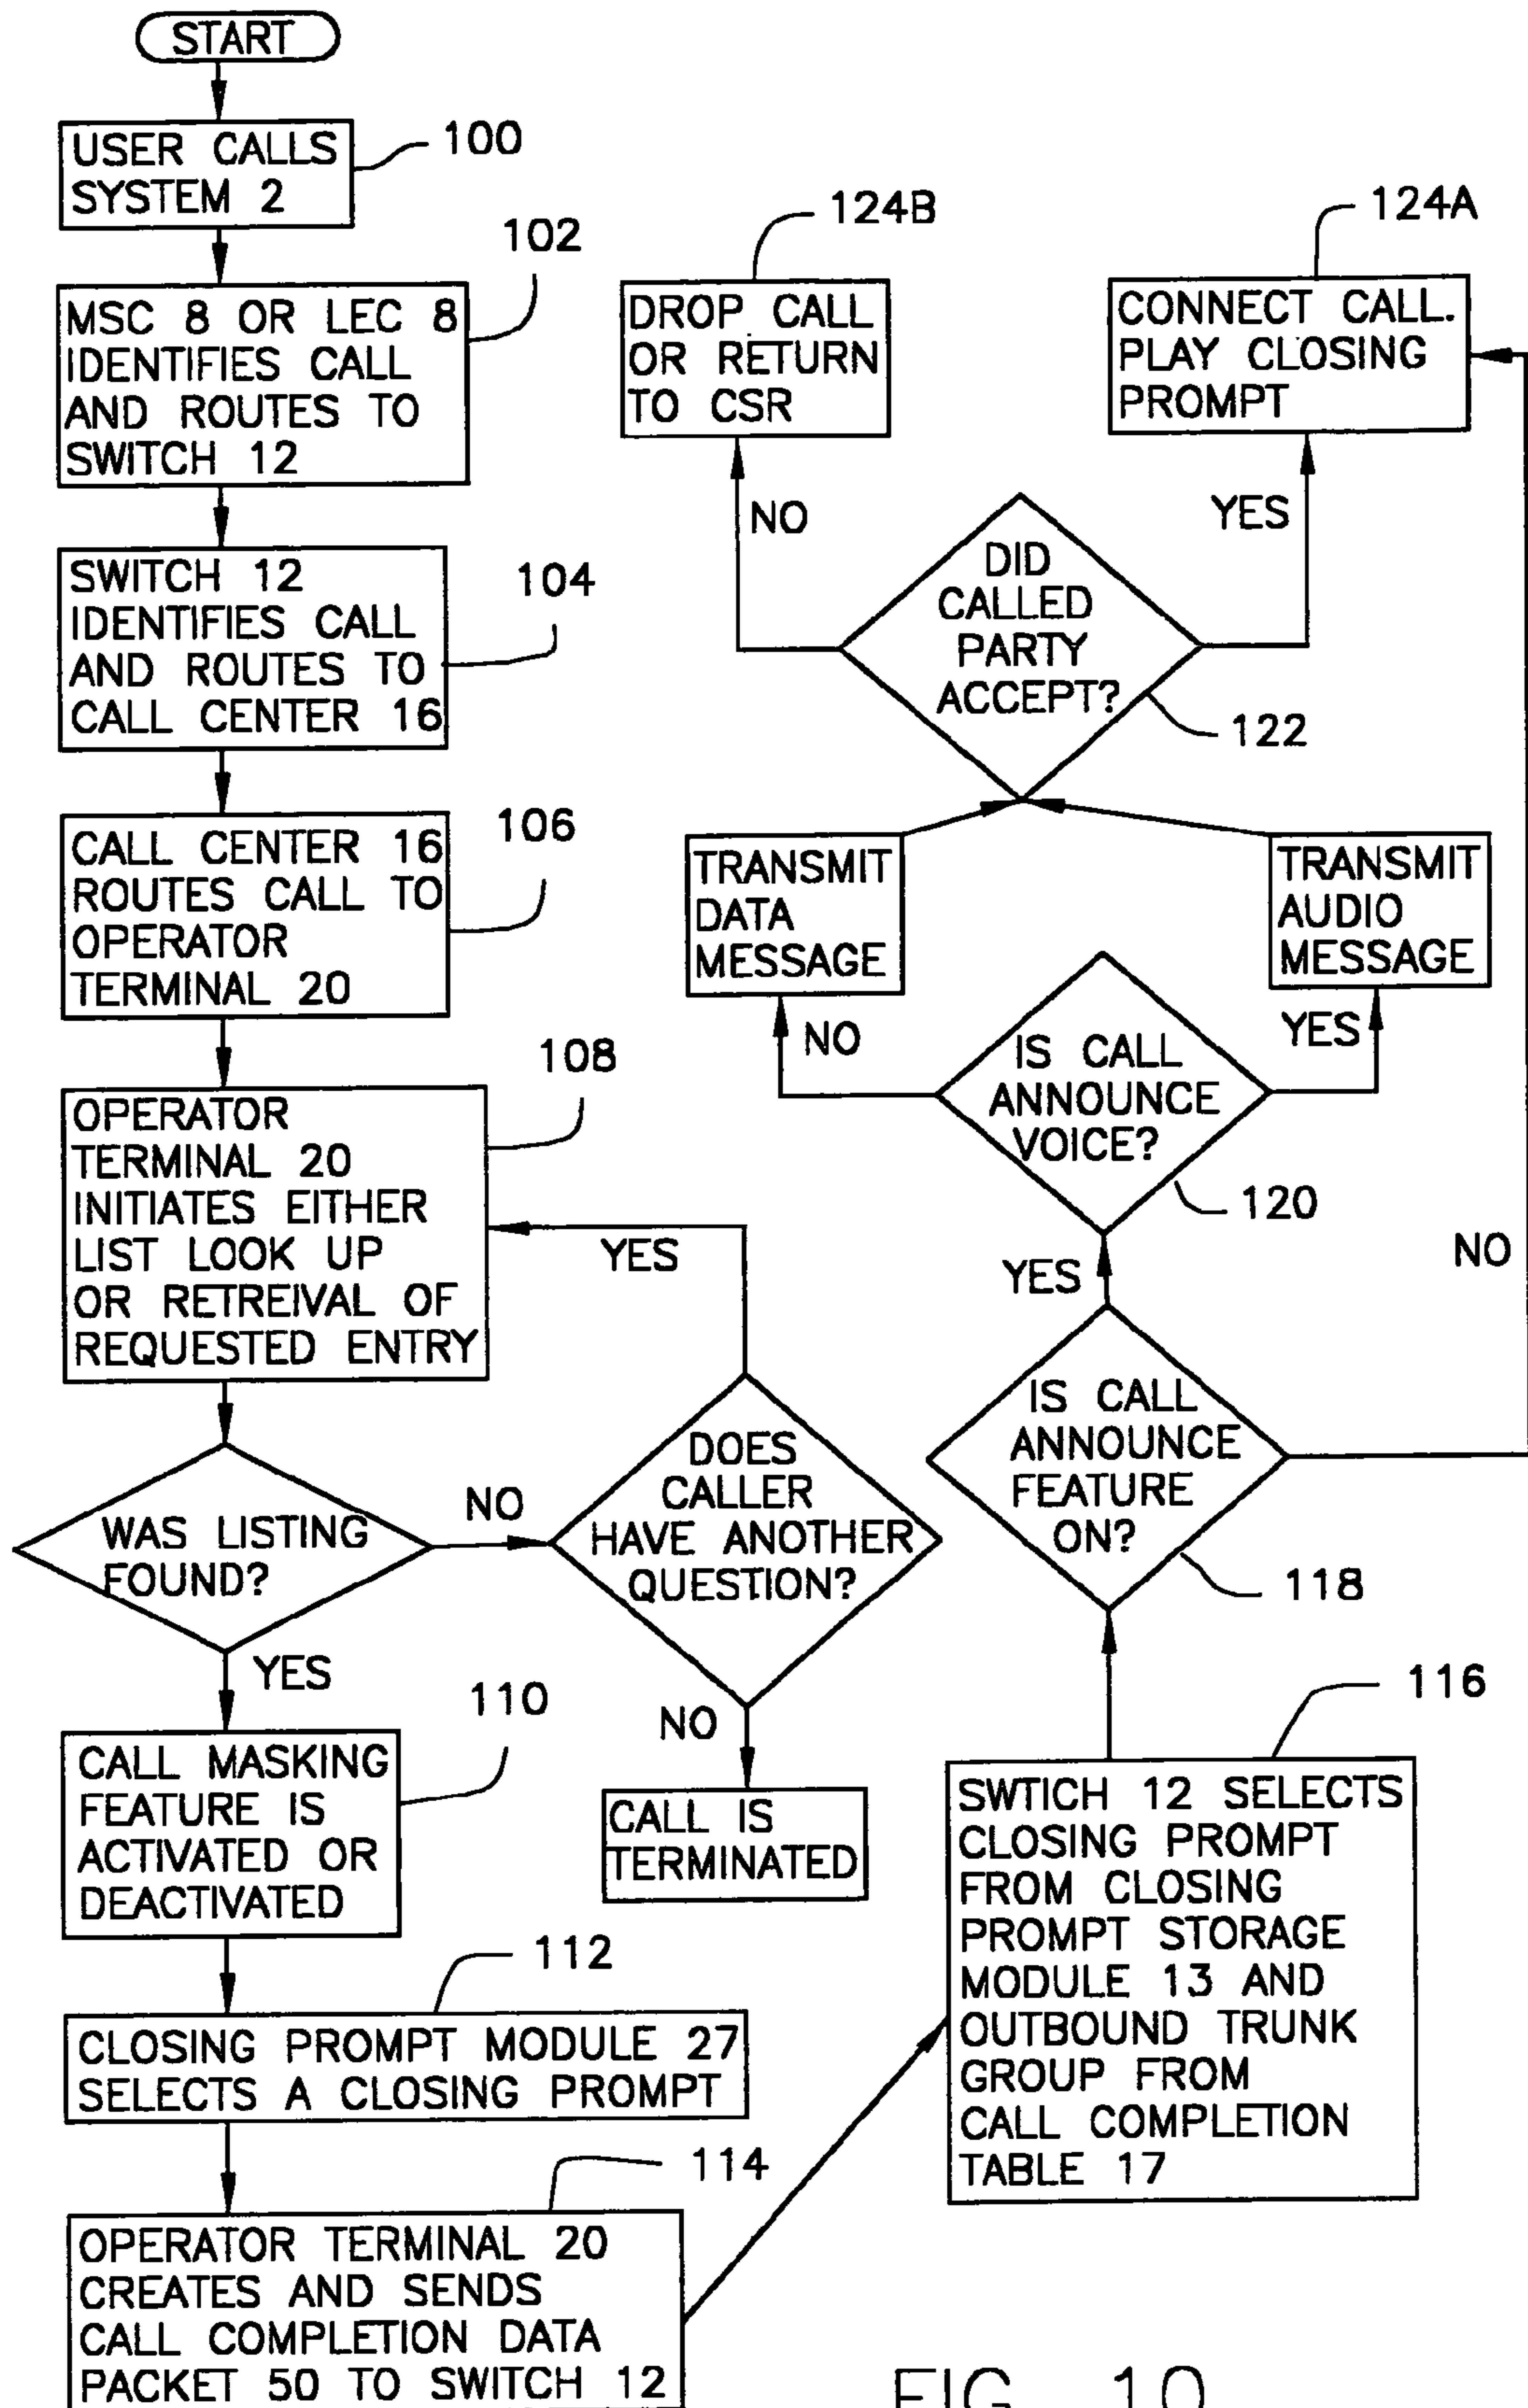 START
USER CALLS
SYSTEM 2
100
MSC 8 OR LEC 8
IDENTIFIES CALL
AND ROUTES TO
SWITCH 12
102
SWITCH 12
IDENTIFIES CALL
AND ROUTES TO
CALL CENTER 16
104
CALL CENTER 16
ROUTES CALL TO
OPERATOR
TERMINAL 20
106
OPERATOR
TERMINAL 20
INITIATES EITHER
LIST LOOK UP
OR RETREIVAL OF
REQUESTED ENTRY
108
WAS LISTING
FOUND?
NO
DOES
CALLER
HAVE ANOTHER
QUESTION?
YES
NO
CALL IS
TERMINATED
YES
CALL MASKING
FEATURE IS
ACTIVATED OR
DEACTIVATED
110
CLOSING PROMPT MODULE 27
SELECTS A CLOSING PROMPT
112
OPERATOR TERMINAL 20
CREATES AND SENDS
CALL COMPLETION DATA
PACKET 50 TO SWITCH 12
114
SWTICH 12 SELECTS
CLOSING PROMPT
FROM CLOSING
PROMPT STORAGE
MODULE 13 AND
OUTBOUND TRUNK
GROUP FROM
CALL COMPLETION
TABLE 17
116
IS CALL
ANNOUNCE
FEATURE
ON?
118
NO
YES
IS CALL
ANNOUNCE
VOICE?
120
NO
YES
TRANSMIT
DATA
MESSAGE
TRANSMIT
AUDIO
MESSAGE
DID
CALLED
PARTY
ACCEPT?
122
NO
YES
DROP CALL
OR RETURN
TO CSR
124B
CONNECT CALL.
PLAY CLOSING
PROMPT
124A
FIG. 10